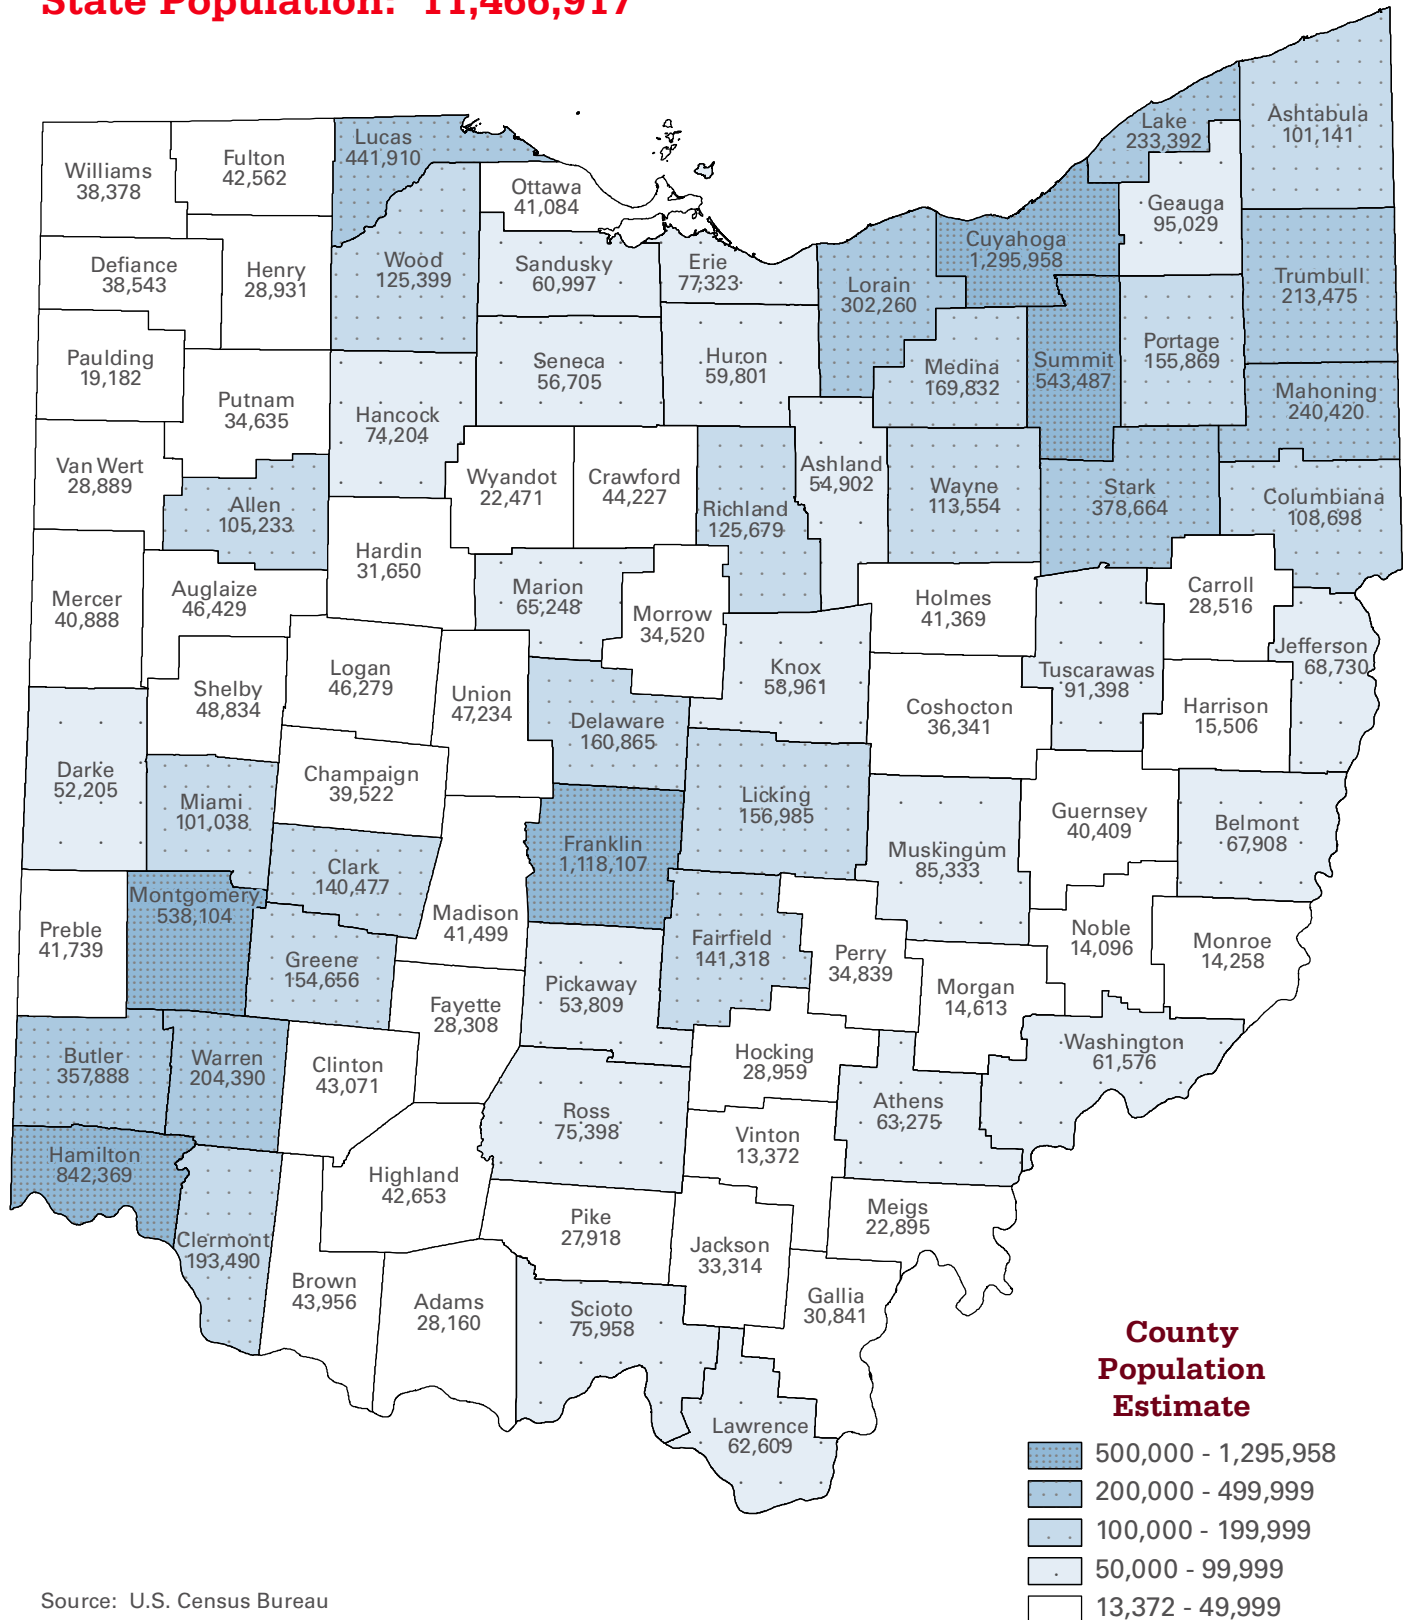 State Population: 11,466,917
Williams
38,378
Fulton
42,562
Lucas
441,910
Ottawa
41,084
Lake
233,392
Ashtabula
101,141
Geauga
95,029
Cuyahoga
1,295,958
Defiance
38,543
Henry
28,931
Wood
125,399
Sandusky
60,997
Erie
77,323
Lorain
302,260
Trumbull
213,475
Paulding
19,182
Putnam
34,635
Hancock
74,204
Seneca
56,705
Huron
59,801
Medina
169,832
Summit
543,487
Portage
155,869
Mahoning
240,420
Van Wert
28,889
Allen
105,233
Wyandot
22,471
Crawford
44,227
Richland
125,679
Ashland
54,902
Wayne
113,554
Stark
378,664
Columbiana
108,698
Mercer
40,888
Auglaize
46,429
Hardin
31,650
Marion
65,248
Morrow
34,520
Holmes
41,369
Carroll
28,516
Jefferson
68,730
Shelby
48,834
Logan
46,279
Union
47,234
Knox
58,961
Tuscarawas
91,398
Coshocton
36,341
Harrison
15,506
Darke
52,205
Miami
101,038
Champaign
39,522
Delaware
160,865
Licking
156,985
Guernsey
40,409
Belmont
67,908
Franklin
1,118,107
Muskingum
85,333
Clark
140,477
Montgomery
538,104
Madison
41,499
Preble
41,739
Greene
154,656
Fairfield
141,318
Perry
34,839
Noble
14,096
Monroe
14,258
Pickaway
53,809
Morgan
14,613
Fayette
28,308
Butler
357,888
Warren
204,390
Clinton
43,071
Hocking
28,959
Washington
61,576
Ross
75,398
Athens
63,275
Vinton
13,372
Hamilton
842,369
Highland
42,653
Clermont
193,490
Pike
27,918
Meigs
22,895
Jackson
33,314
Brown
43,956
Adams
28,160
Scioto
75,958
Gallia
30,841
Lawrence
62,609
County
Population
Estimate
500,000 - 1,295,958
200,000 - 499,999
100,000 - 199,999
50,000 - 99,999
13,372 - 49,999
Source: U.S. Census Bureau